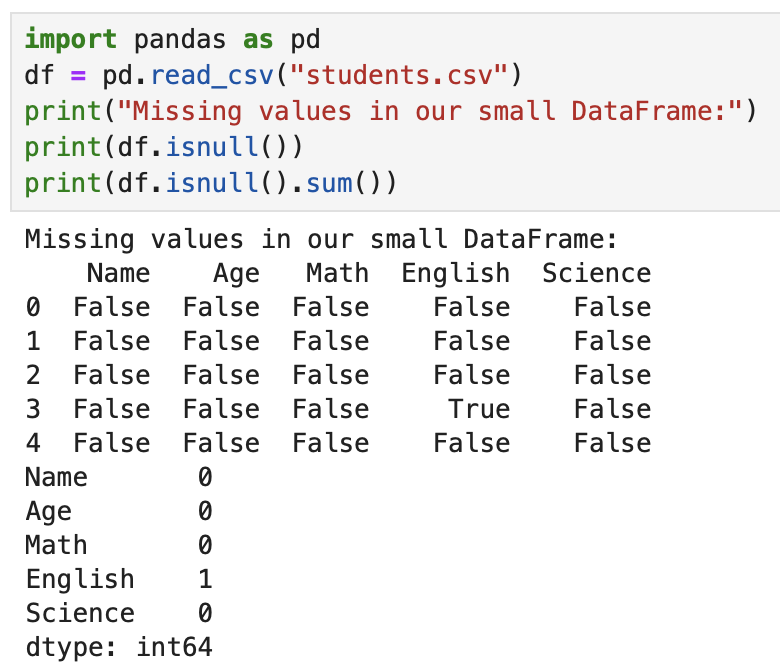 import pandas as pd
df = pd.read_csv("students.csv")
print("Missing values in our small DataFrame:")
print(df.isnull())
print(df.isnull().sum())
Missing values in our small DataFrame:
    Name    Age   Math  English  Science
0  False  False  False    False    False
1  False  False  False    False    False
2  False  False  False    False    False
3  False  False  False     True    False
4  False  False  False    False    False
Name       0
Age        0
Math       0
English    1
Science    0
dtype: int64